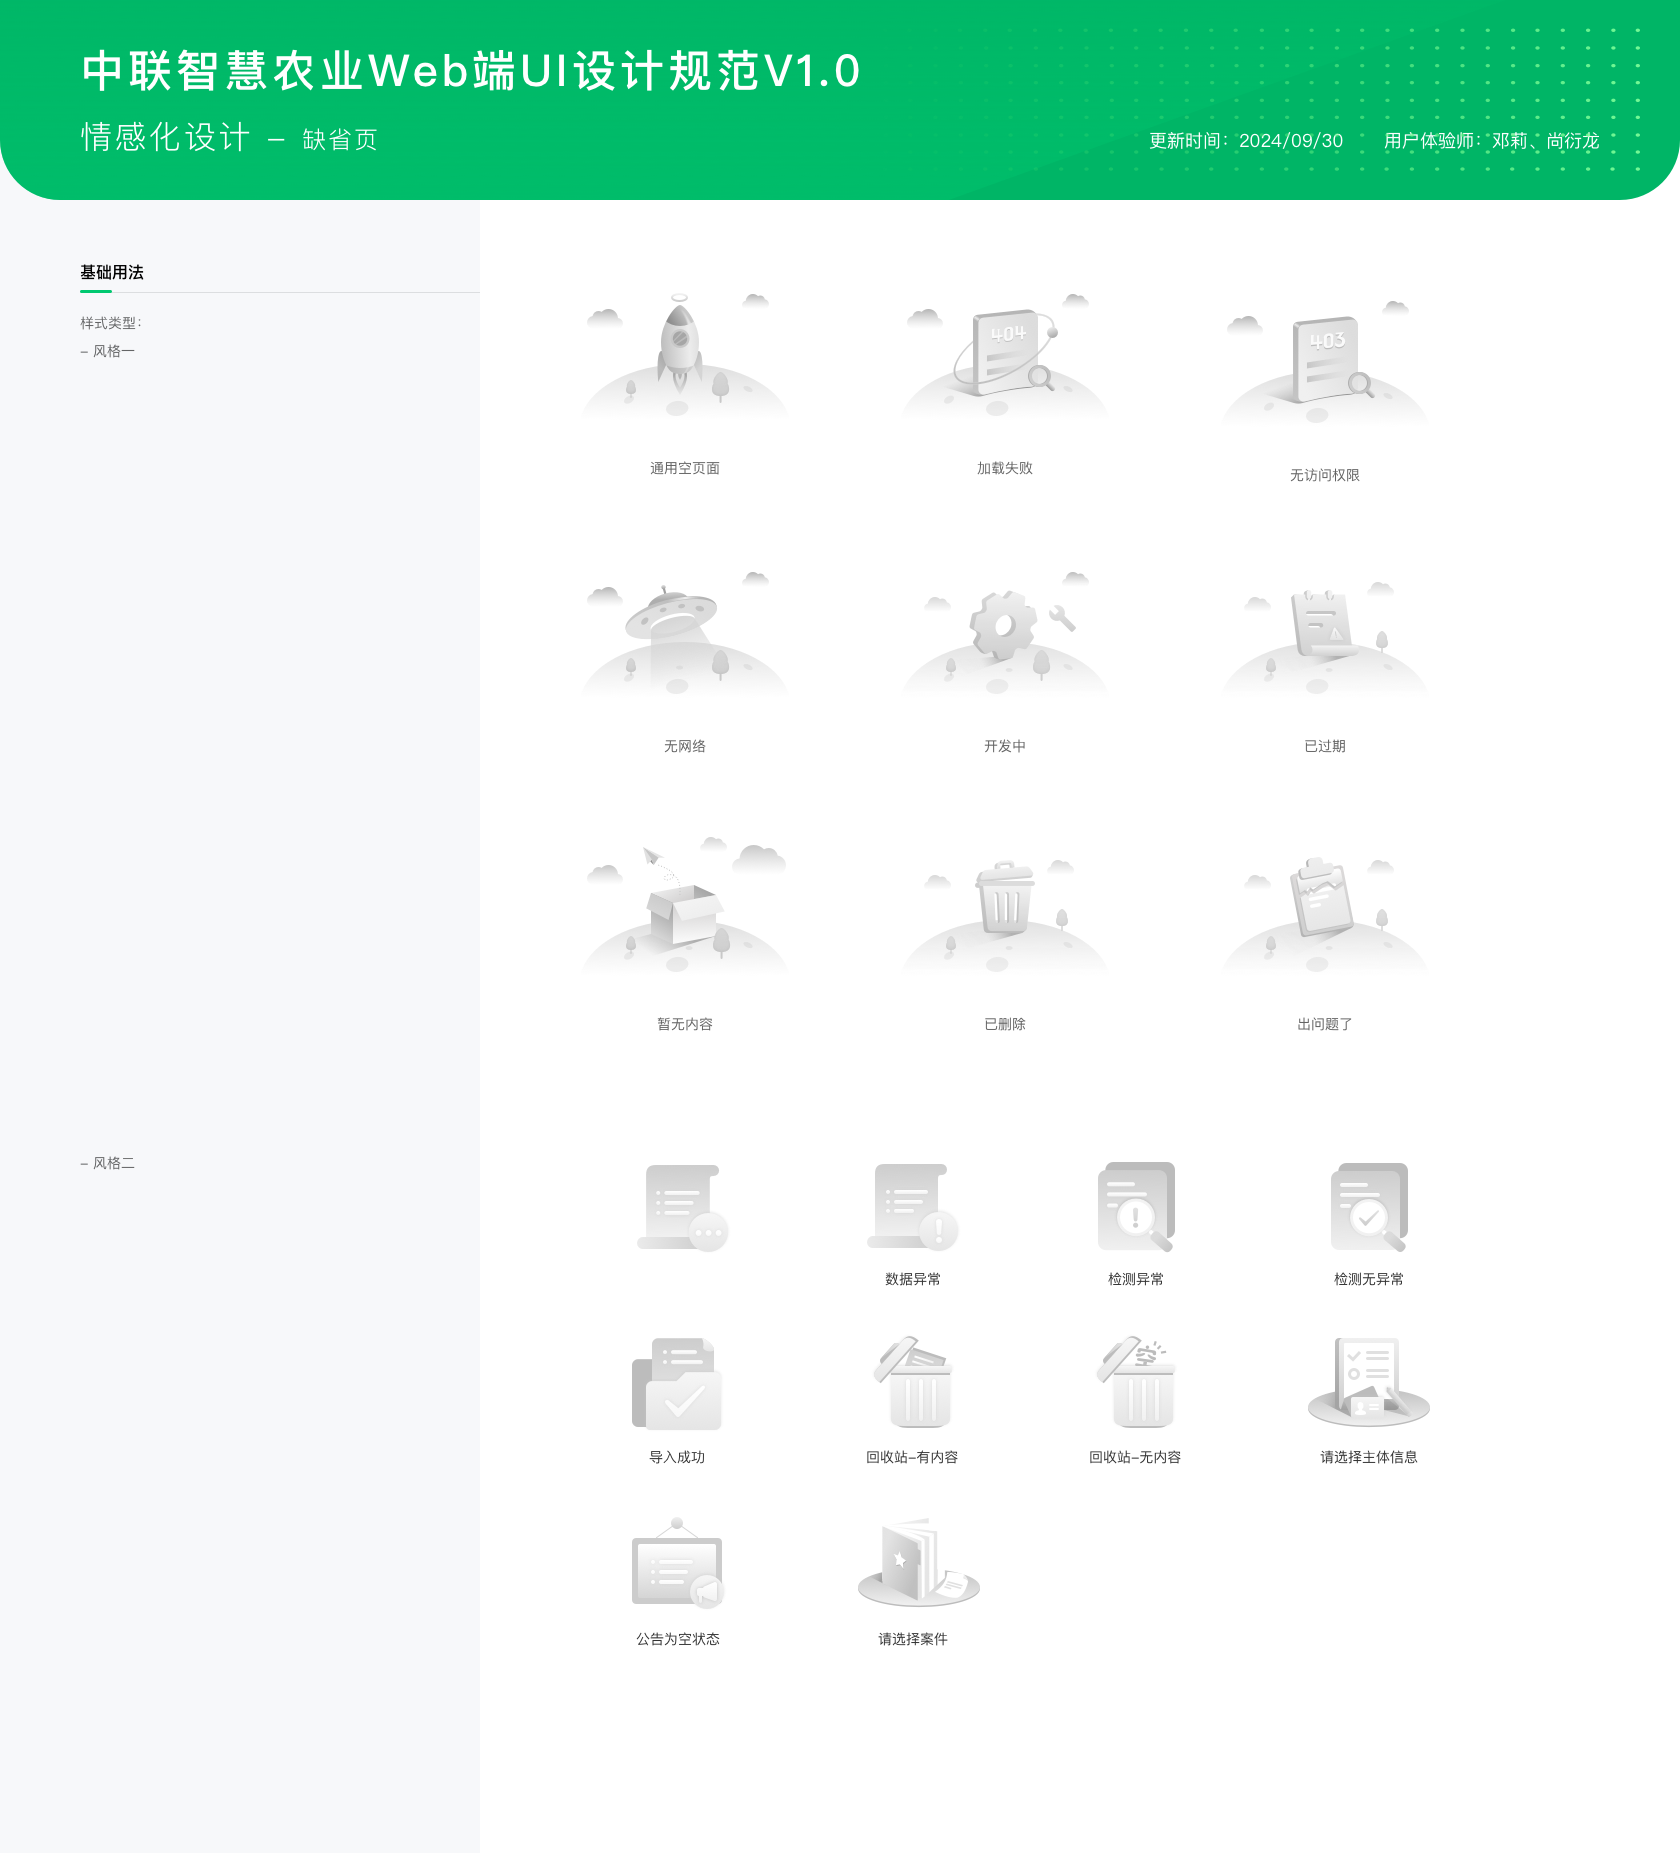 中联智慧农业Web端UI设计规范V1.0
情感化设计 – 缺省页
更新时间：2024/09/30 用户体验师：邓莉、尚衍龙
基础用法
样式类型：
– 风格一
404
403
通用空页面
加载失败
无访问权限
无网络
开发中
已过期
暂无内容
已删除
出问题了
– 风格二
数据异常
检测异常
检测无异常
空
导入成功
回收站–有内容
回收站–无内容
请选择主体信息
公告为空状态
请选择案件